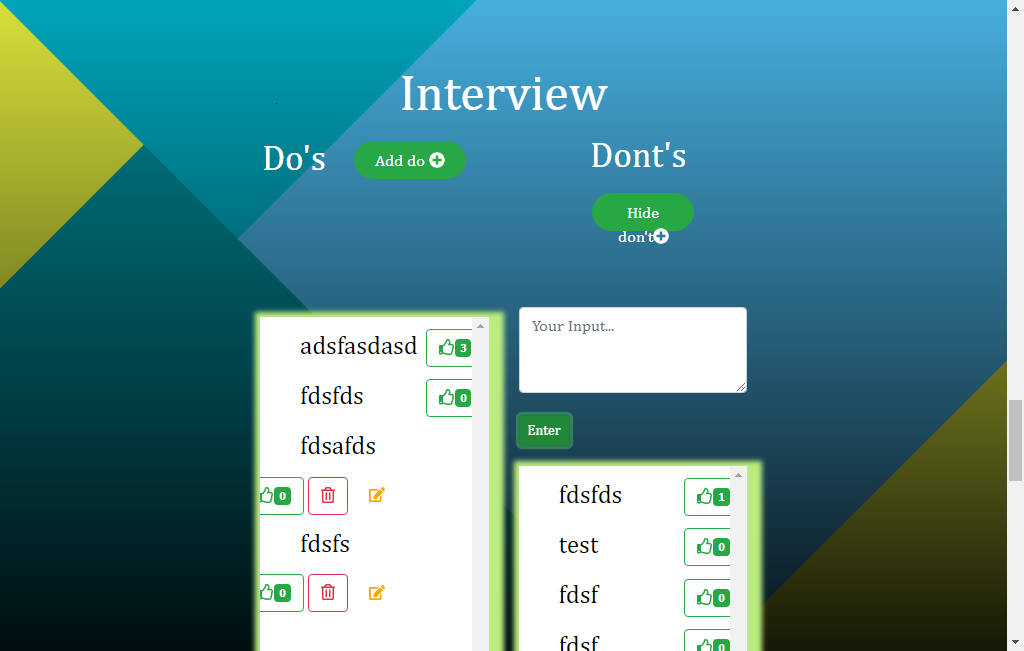 Interview
Do's
Add do
Dont's
Hide
don't
Your Input...
Enter
adsfasdasd 3
fdsfds 0
fdsafds
0
fdsfs
0
fdsfds 1
test 0
fdsf 0
fdsf 0